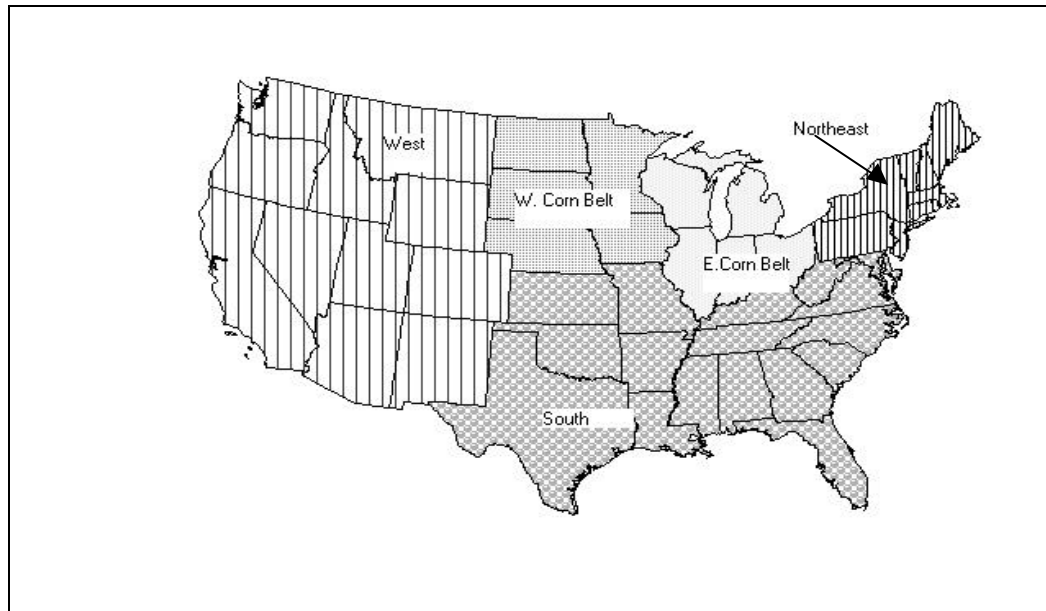 Northeast
West
W. Corn Belt
E.Corn Belt
South